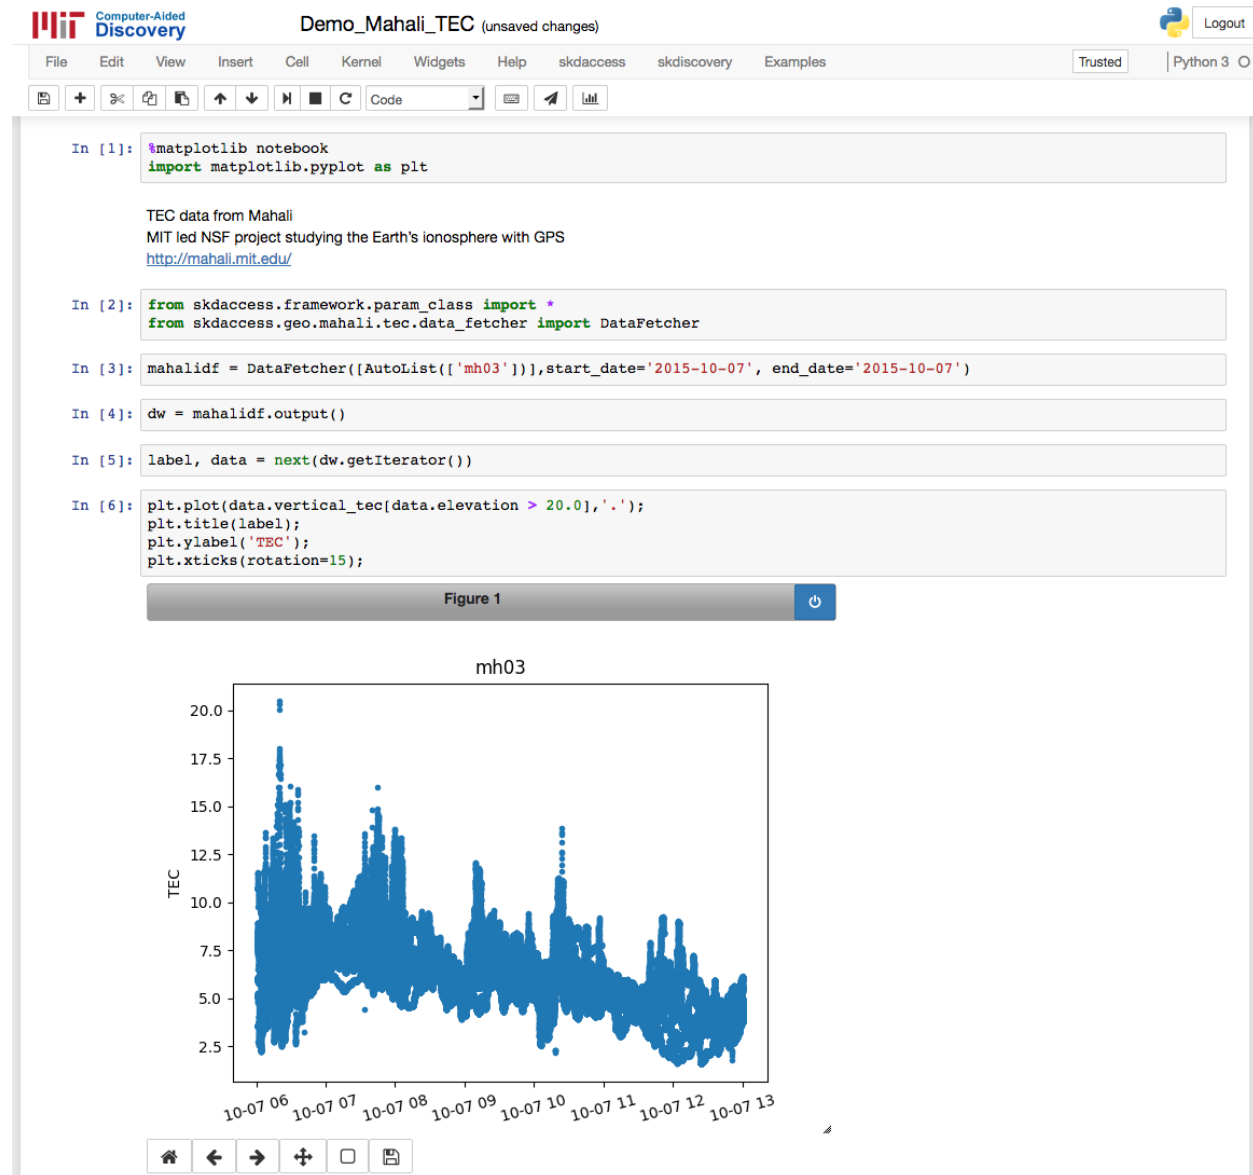 MIT Computer-Aided Discovery
Demo_Mahali_TEC (unsaved changes)
Logout
File Edit View Insert Cell Kernel Widgets Help skdaccess skdiscovery Examples
Trusted
Python 3
Code
In [1]: %matplotlib notebook
import matplotlib.pyplot as plt
TEC data from Mahali
MIT led NSF project studying the Earth's ionosphere with GPS
http://mahali.mit.edu/
In [2]: from skdaccess.framework.param_class import *
from skdaccess.geo.mahali.tec.data_fetcher import DataFetcher
In [3]: mahalidf = DataFetcher([AutoList(['mh03'])],start_date='2015-10-07', end_date='2015-10-07')
In [4]: dw = mahalidf.output()
In [5]: label, data = next(dw.getIterator())
In [6]: plt.plot(data.vertical_tec[data.elevation > 20.0],'.');
plt.title(label);
plt.ylabel('TEC');
plt.xticks(rotation=15);
Figure 1
mh03
20.0
17.5
15.0
12.5
10.0
7.5
5.0
2.5
TEC
10-07 06 10-07 07 10-07 08 10-07 09 10-07 10 10-07 11 10-07 12 10-07 13